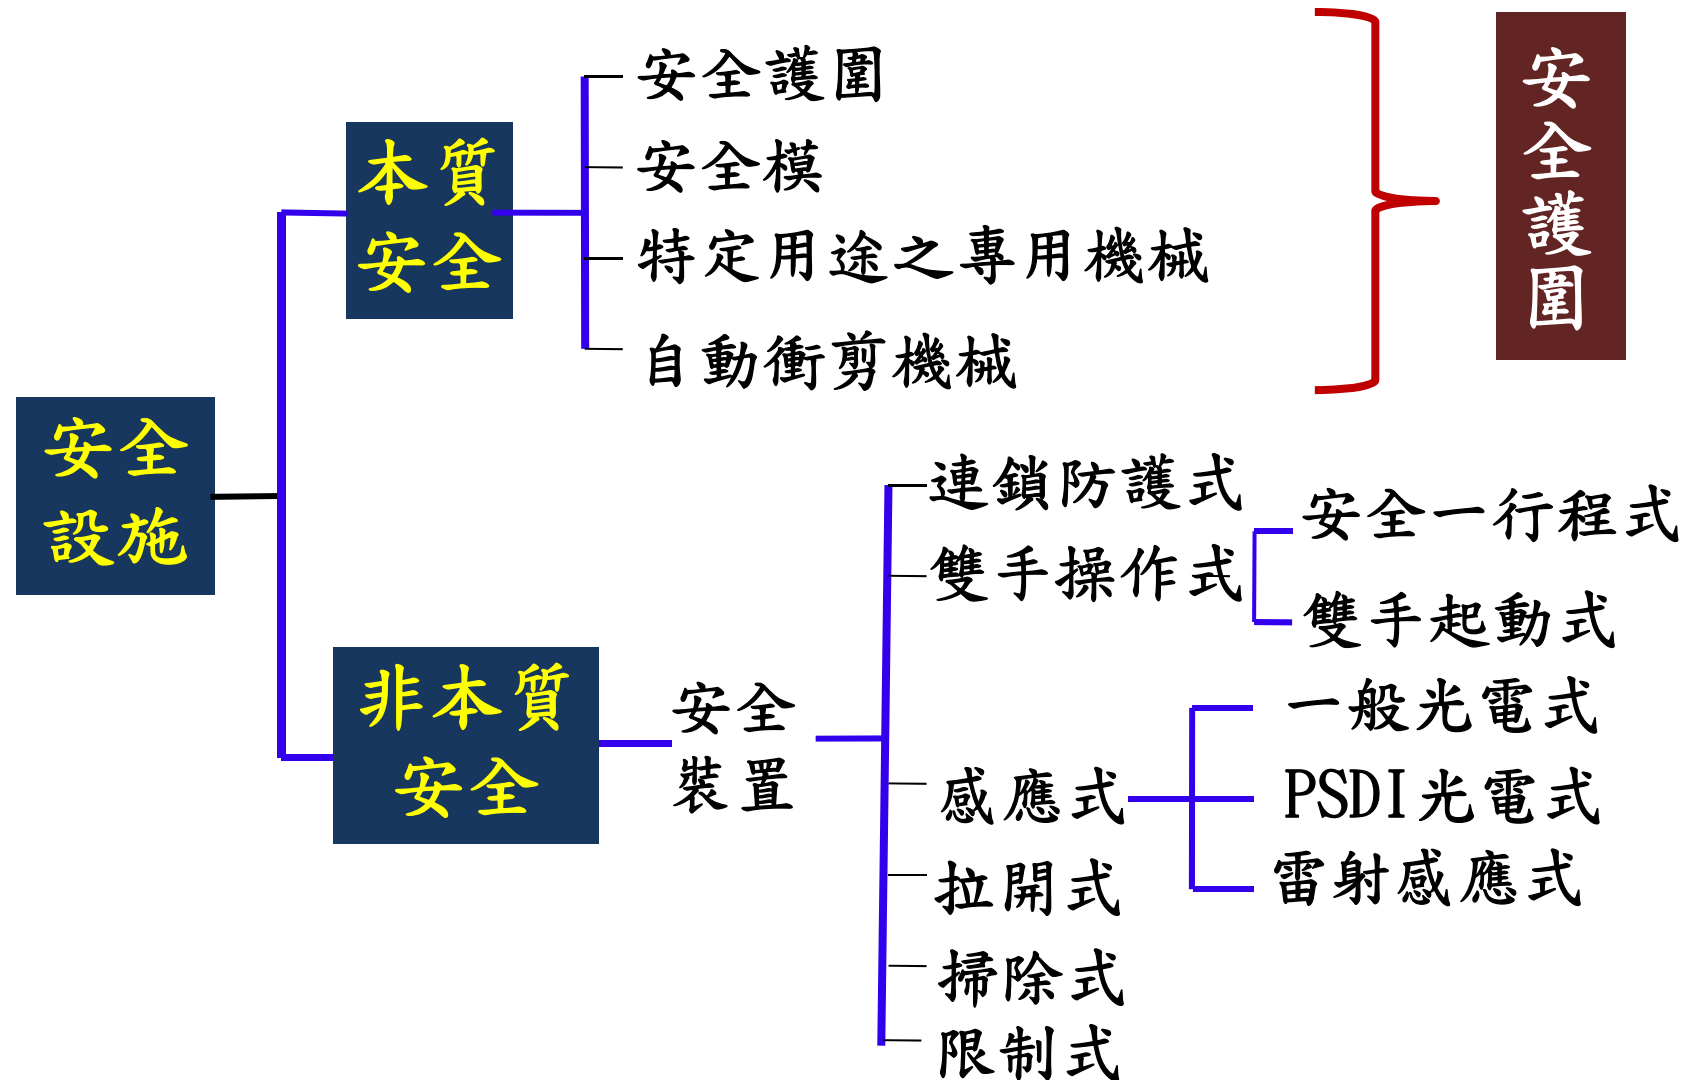 安全
設施
本質
安全
安全護圍
安全模
特定用途之專用機械
自動衝剪機械
安全護圍
非本質
安全
安全
裝置
連鎖防護式
雙手操作式
安全一行程式
雙手起動式
感應式
一般光電式
PSDI光電式
雷射感應式
拉開式
掃除式
限制式